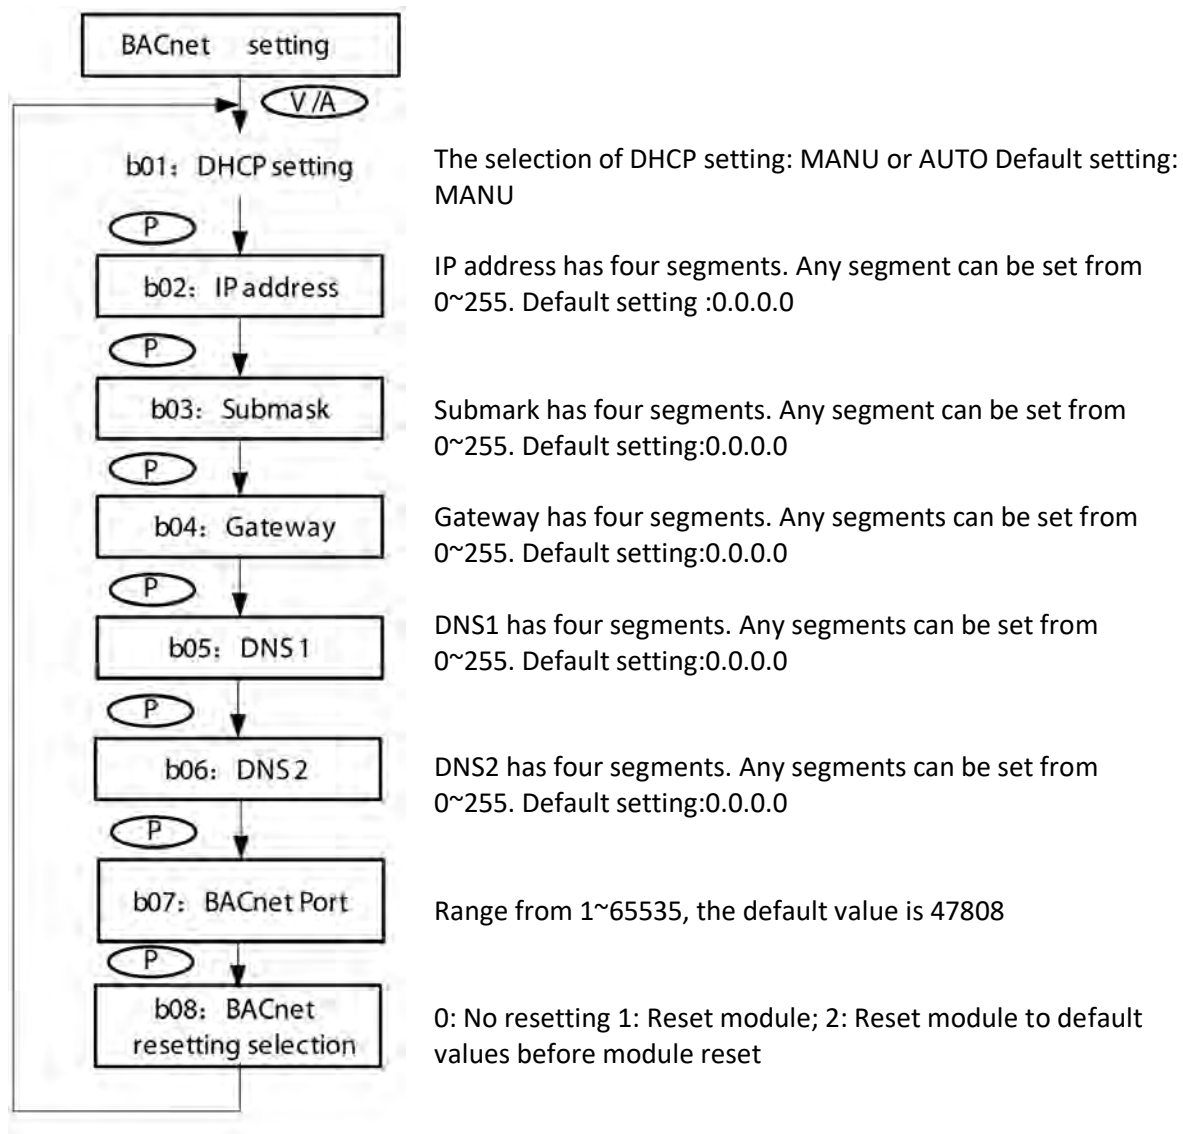 BACnet setting
V/A
b01: DHCP setting
The selection of DHCP setting: MANU or AUTO Default setting:
MANU
P
b02: IP address
IP address has four segments. Any segment can be set from
0~255. Default setting :0.0.0.0
P
b03: Submask
Submark has four segments. Any segment can be set from
0~255. Default setting:0.0.0.0
P
b04: Gateway
Gateway has four segments. Any segments can be set from
0~255. Default setting:0.0.0.0
P
b05: DNS1
DNS1 has four segments. Any segments can be set from
0~255. Default setting:0.0.0.0
P
b06: DNS2
DNS2 has four segments. Any segments can be set from
0~255. Default setting:0.0.0.0
P
b07: BACnet Port
Range from 1~65535, the default value is 47808
P
b08: BACnet
resetting selection
0: No resetting 1: Reset module; 2: Reset module to default
values before module reset